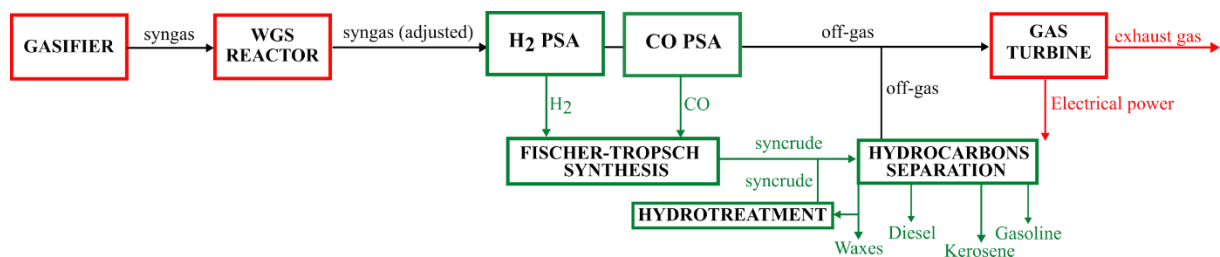 GASIFIER
syngas
WGS
REACTOR
syngas (adjusted)
H₂ PSA
CO PSA
off-gas
GAS
TURBINE
exhaust gas
H₂
CO
off-gas
Electrical power
FISCHER-TROPSCH
SYNTHESIS
syncrude
HYDROCARBONS
SEPARATION
syncrude
HYDROTREATMENT
Waxes
Diesel
Kerosene
Gasoline